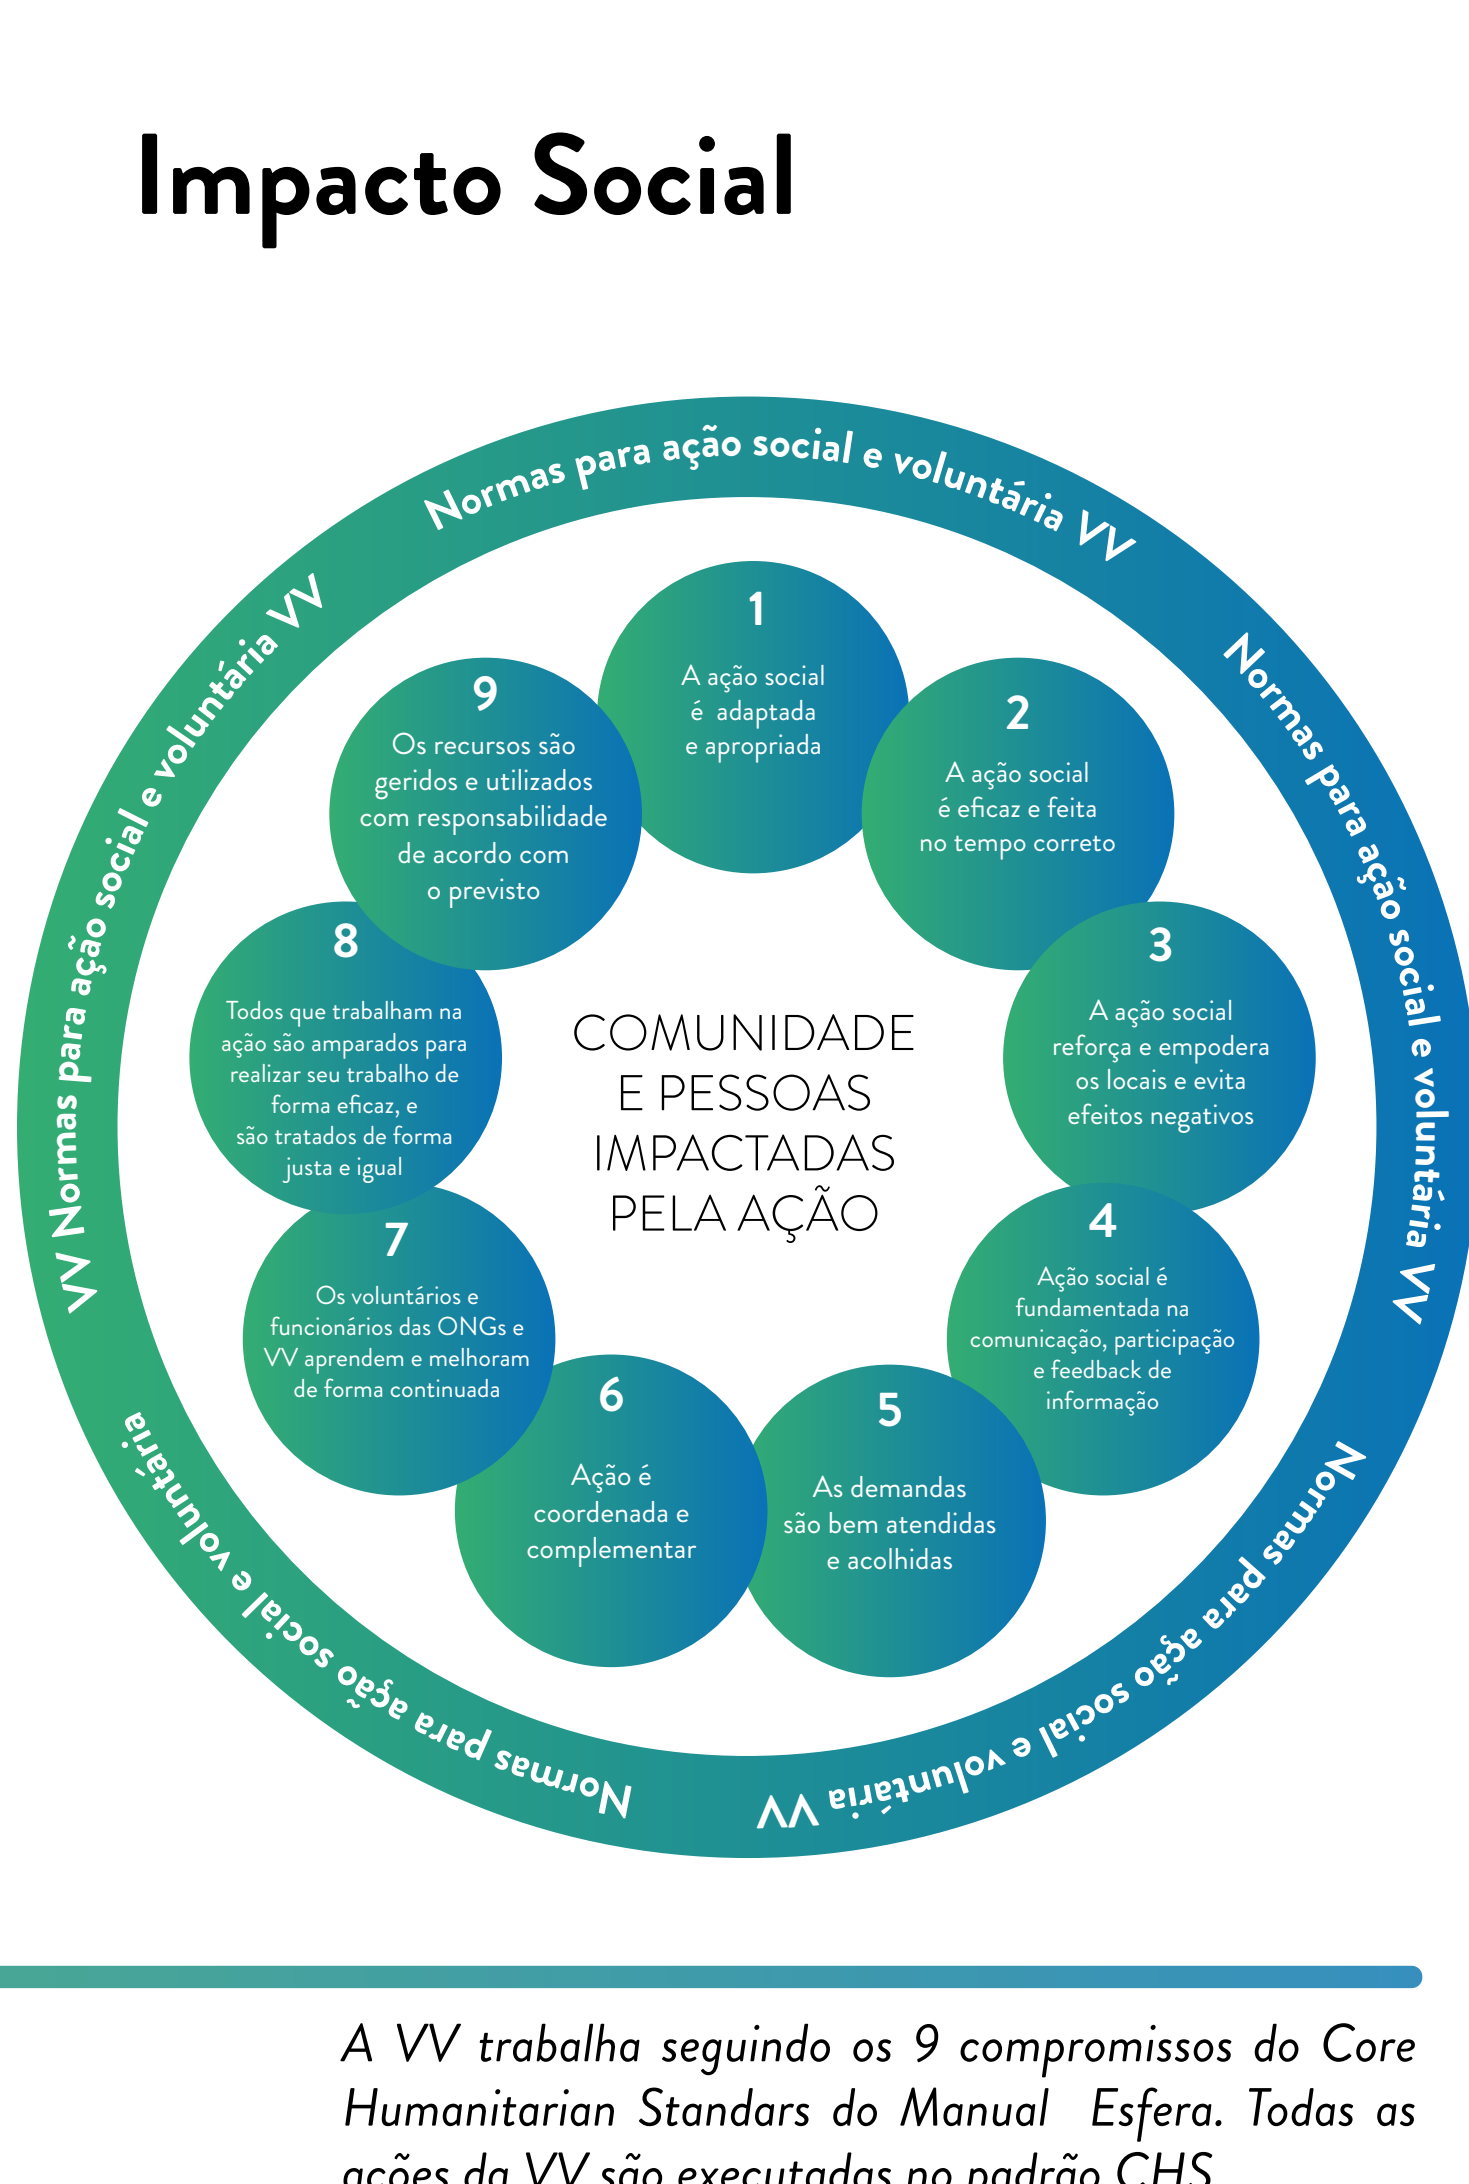 Impacto Social
Normas para ação social e voluntária VV
Normas para ação social e voluntária VV
Normas para ação social e voluntária VV
Normas para ação social e voluntária
VV Normas para ação social e voluntária VV
1
A ação social
é adaptada
e apropriada
2
A ação social
é eficaz e feita
no tempo correto
3
A ação social
reforça e empodera
os locais e evita
efeitos negativos
4
Ação social é
fundamentada na
comunicação, participação
e feedback de
informação
5
As demandas
são bem atendidas
e acolhidas
6
Ação é
coordenada e
complementar
7
Os voluntários e
funcionários das ONGs e
VV aprendem e melhoram
de forma continuada
8
Todos que trabalham na
ação são amparados para
realizar seu trabalho de
forma eficaz, e
são tratados de forma
justa e igual
9
Os recursos são
geridos e utilizados
com responsabilidade
de acordo com
o previsto
COMUNIDADE
E PESSOAS
IMPACTADAS
PELA AÇÃO
A VV trabalha seguindo os 9 compromissos do Core
Humanitarian Standars do Manual Esfera. Todas as
ações da VV são executadas no padrão CHS